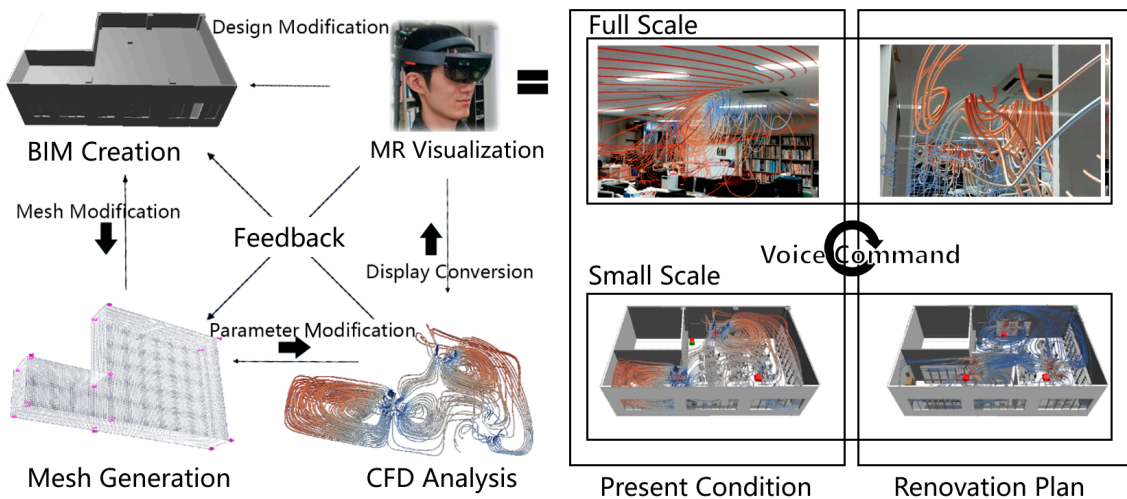 Design Modification
BIM Creation
MR Visualization
Mesh Modification
Feedback
Display Conversion
Parameter Modification
Mesh Generation
CFD Analysis
=
Full Scale
Voice Command
Small Scale
Present Condition
Renovation Plan